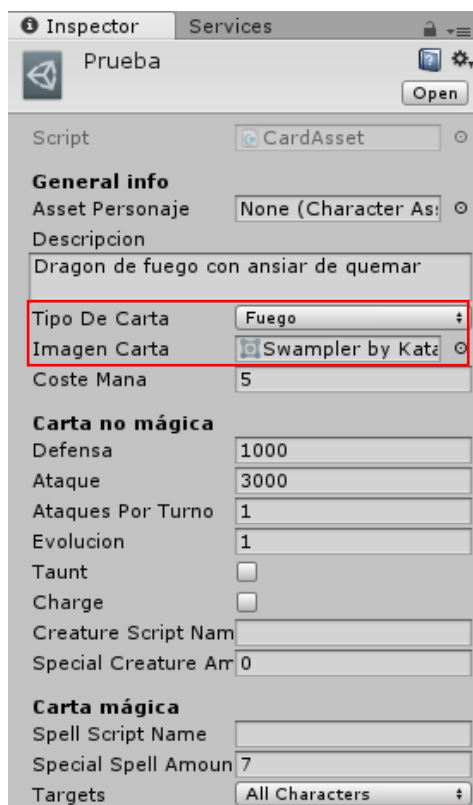 Inspector Services
Prueba
Open
Script CardAsset
General info
Asset Personaje None (Character As
Descripcion
Dragon de fuego con ansiar de quemar
Tipo De Carta Fuego
Imagen Carta Swampler by Kata
Coste Mana 5
Carta no mágica
Defensa 1000
Ataque 3000
Ataques Por Turno 1
Evolucion 1
Taunt
Charge
Creature Script Nam
Special Creature Am 0
Carta mágica
Spell Script Name
Special Spell Amoun 7
Targets All Characters